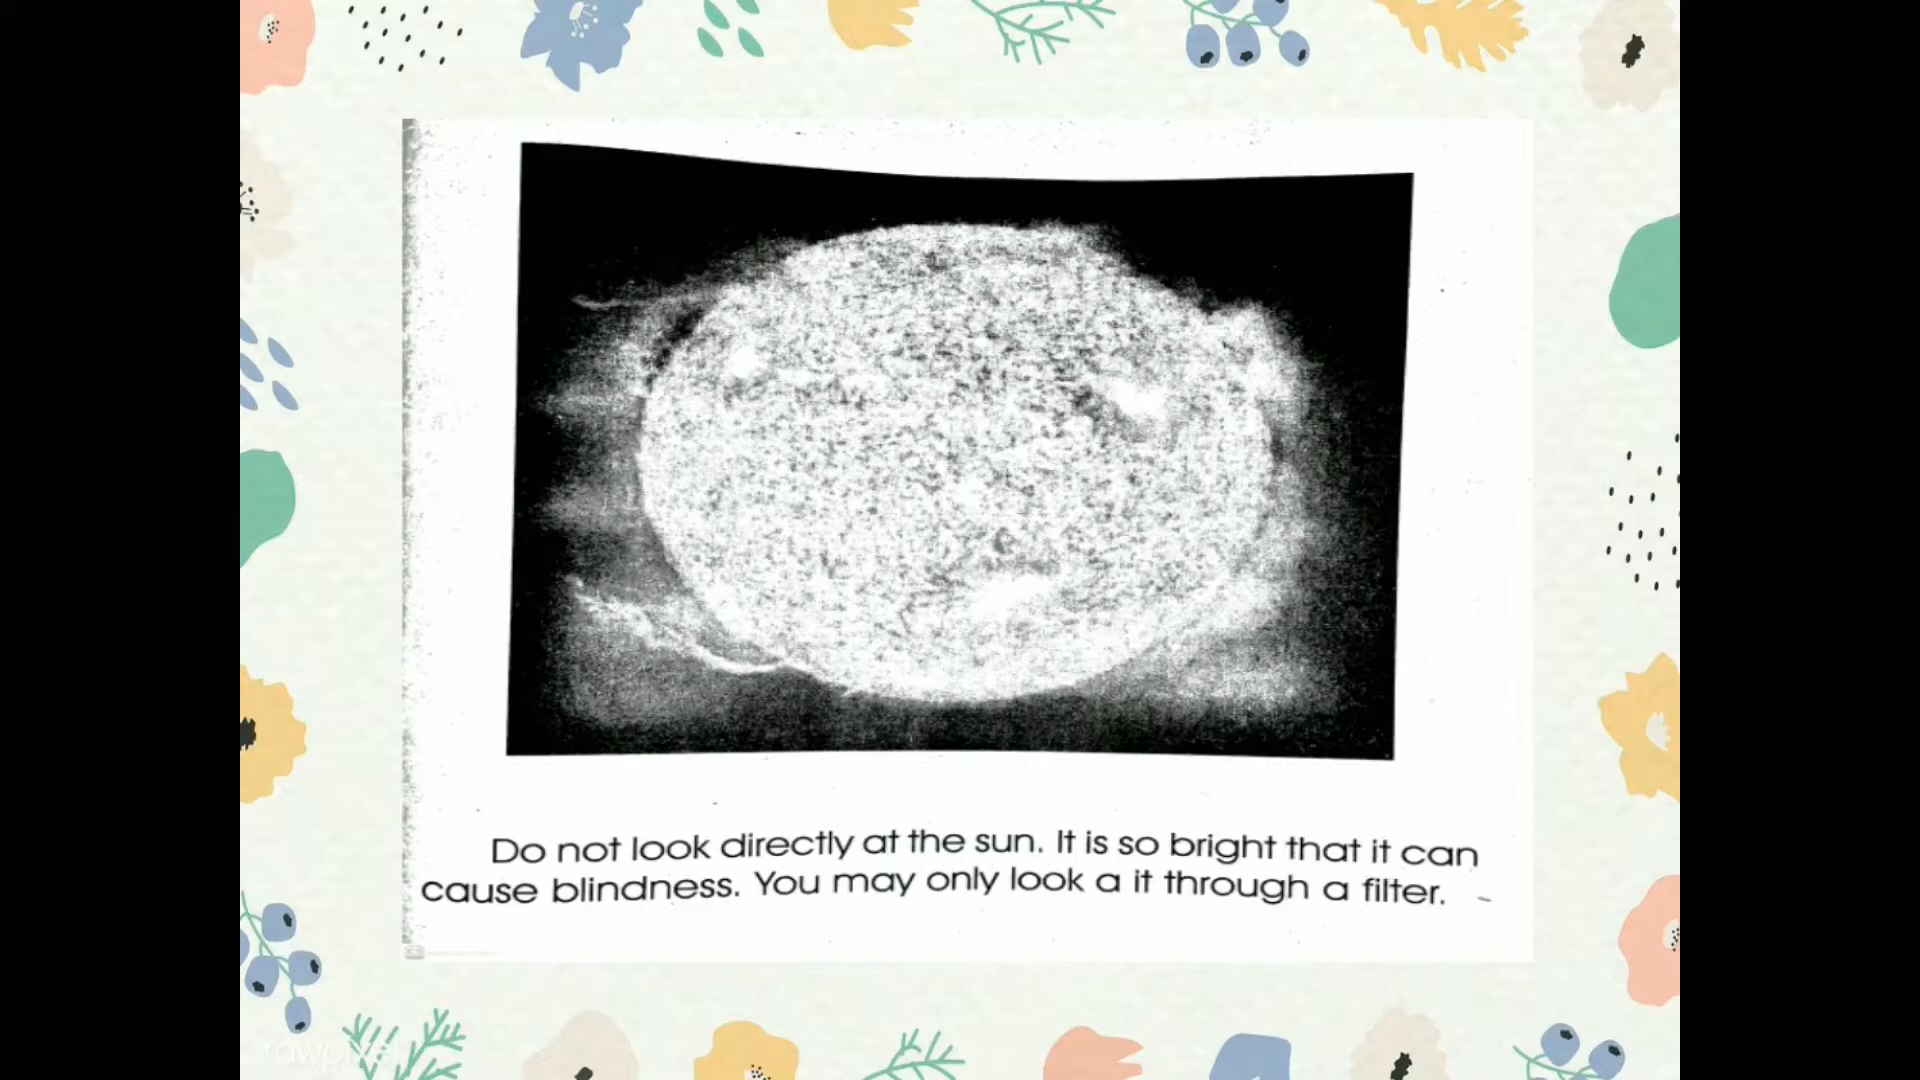 Do not look directly at the sun. It is so bright that it can
cause blindness. You may only look a it through a filter.
rawpixel